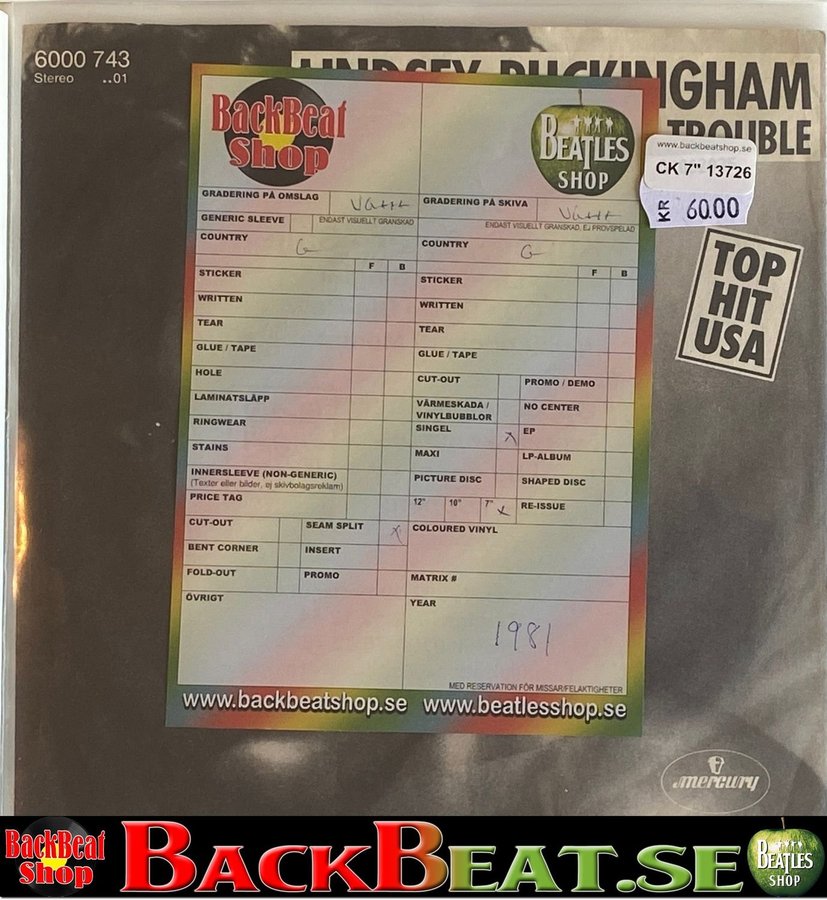 6000 743
Stereo ..01
LINDSEY BUCKINGHAM
TROUBLE
BackBeat
Shop
BEATLES
SHOP
www.backbeatshop.se
CK 7" 13726
KR 60.00
TOP
HIT
USA
GRADERING PÅ OMSLAG VG+++
ENDAST VISUELLT GRANSKAD
GENERIC SLEEVE
COUNTRY G
F B
STICKER
WRITTEN
TEAR
GLUE / TAPE
HOLE
LAMINATSLÄPP
RINGWEAR
STAINS
INNERSLEEVE (NON-GENERIC)
(Texter eller bilder, ej skivbolagsreklam)
PRICE TAG
CUT-OUT SEAM SPLIT X
BENT CORNER INSERT
FOLD-OUT PROMO
ÖVRIGT
GRADERING PÅ SKIVA VG++
ENDAST VISUELLT GRANSKAD, EJ PROVSPELAD
COUNTRY G
F B
STICKER
WRITTEN
TEAR
GLUE / TAPE
CUT-OUT PROMO / DEMO
VÄRMESKADA / NO CENTER
VINYLBUBBLOR
SINGEL X EP
MAXI LP-ALBUM
PICTURE DISC SHAPED DISC
12" 10" 7" X RE-ISSUE
COLOURED VINYL
MATRIX #
YEAR
1981
MED RESERVATION FÖR MISSAR/FELAKTIGHETER
www.backbeatshop.se www.beatlesshop.se
mercury
BackBeat
Shop
BACKBEAT.SE
BEATLES
SHOP